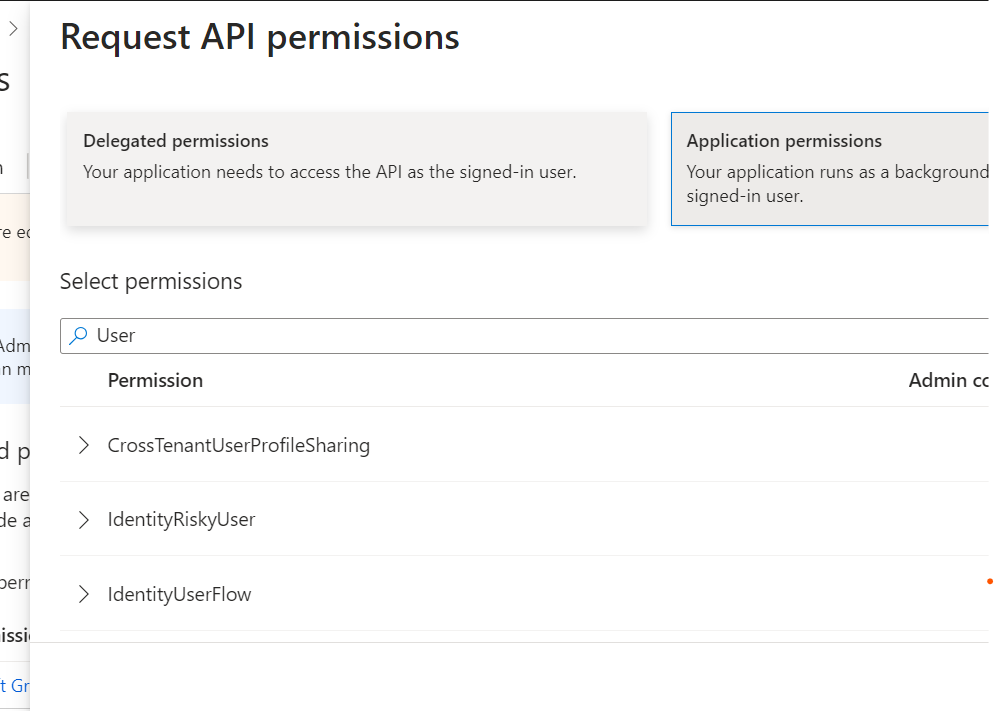 Request API permissions
s
Delegated permissions
Your application needs to access the API as the signed-in user.
Application permissions
Your application runs as a background
signed-in user.
re ed
Select permissions
User
Adm
n m
Permission
Admin co
CrossTenantUserProfileSharing
d p
are
de a
IdentityRiskyUser
IdentityUserFlow
perr
issi
t Gr